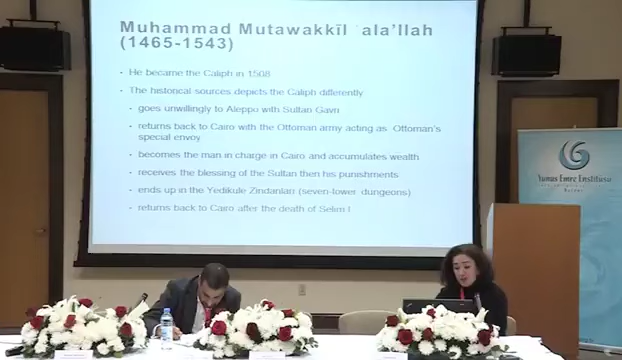 Muhammad Mutawakkīl ʿala'llah
(1465-1543)
- He became the Caliph in 1508
- The historical sources depicts the Caliph differently
- goes unwillingly to Aleppo with Sultan Gavri
- returns back to Cairo with the Ottoman army acting as Ottoman's
special envoy
- becomes the man in charge in Cairo and accumulates wealth
- receives the blessing of the Sultan then his punishments
- ends up in the Yedikule Zindanları (seven-tower dungeons)
- returns back to Cairo after the death of Selim I
Yunus Emre Enstitüsü